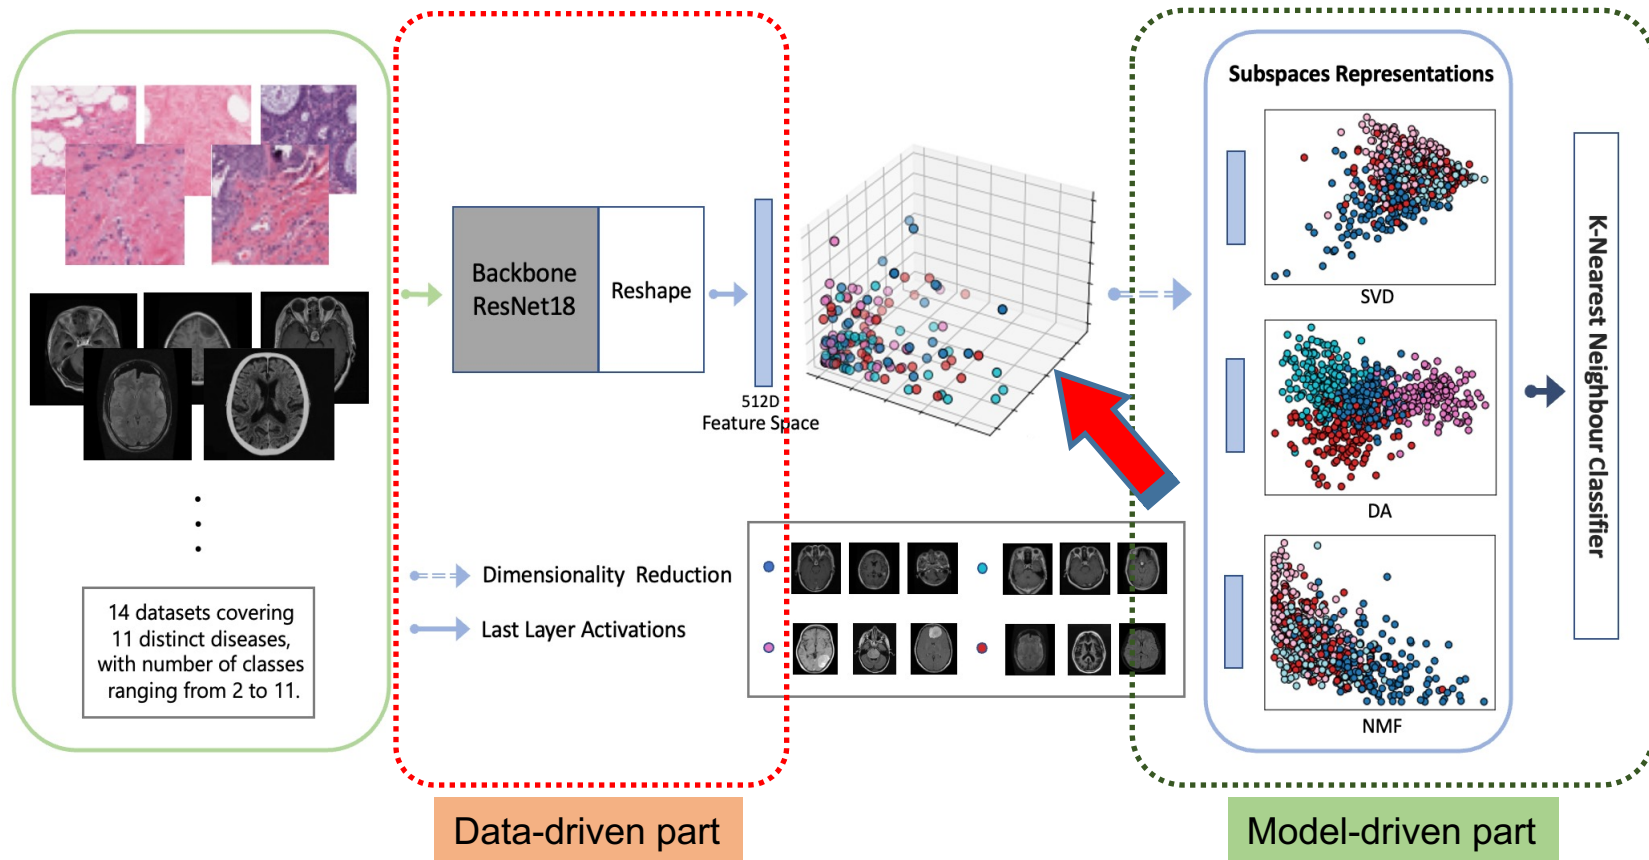 14 datasets covering
11 distinct diseases,
with number of classes
ranging from 2 to 11.
Backbone
ResNet18
Reshape
512D
Feature Space
Dimensionality Reduction
Last Layer Activations
Data-driven part
Subspaces Representations
SVD
DA
NMF
K-Nearest Neighbour Classifier
Model-driven part